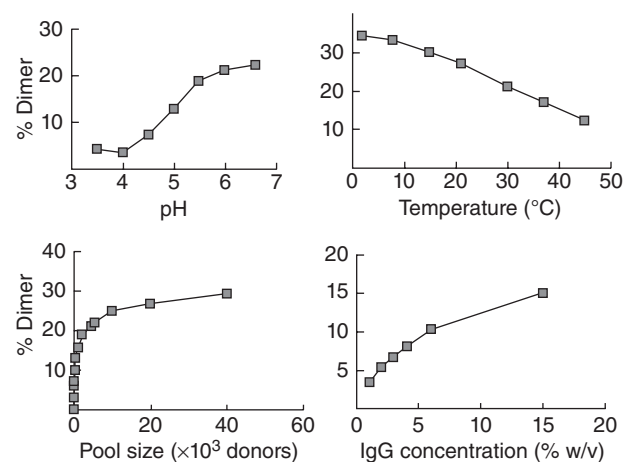 30
20
10
% Dimer
3 4 5 6 7
pH
30
20
10
0 10 20 30 40 50
Temperature (°C)
40
30
20
10
% Dimer
0 20 40 60
Pool size (×10³ donors)
20
15
10
5
0 5 10 15 20
IgG concentration (% w/v)